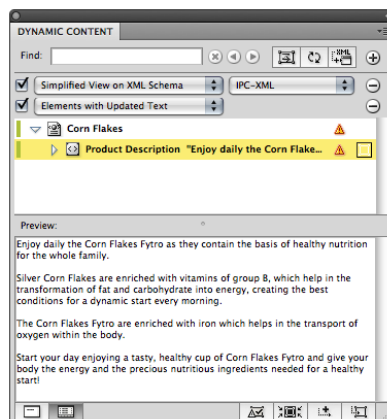 DYNAMIC CONTENT
Find:
XML
Simplified View on XML Schema
IPC-XML
Elements with Updated Text
Corn Flakes
Product Description "Enjoy daily the Corn Flake...
Preview:
Enjoy daily the Corn Flakes Fytro as they contain the basis of healthy nutrition
for the whole family.
Silver Corn Flakes are enriched with vitamins of group B, which help in the
transformation of fat and carbohydrate into energy, creating the best
conditions for a dynamic start every morning.
The Corn Flakes Fytro are enriched with iron which helps in the transport of
oxygen within the body.
Start your day enjoying a tasty, healthy cup of Corn Flakes Fytro and give your
body the energy and the precious nutritious ingredients needed for a healthy
start!